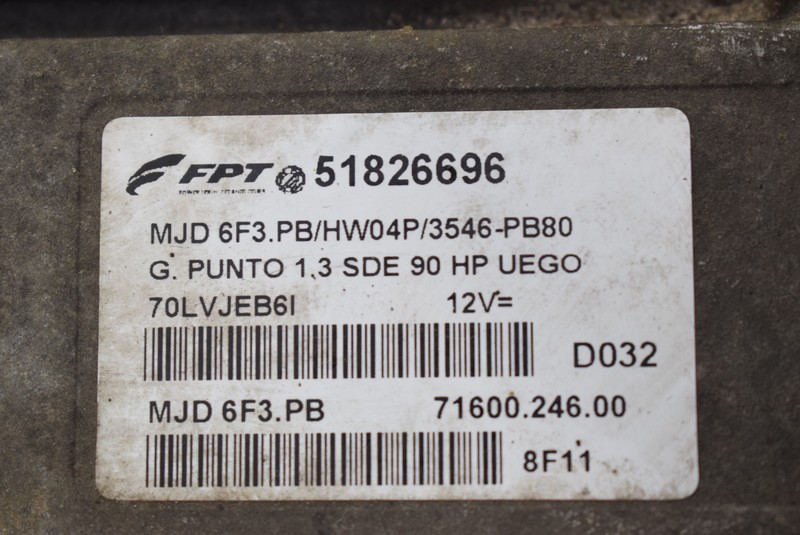 FPT 51826696
MJD 6F3.PB/HW04P/3546-PB80
G. PUNTO 1.3 SDE 90 HP UEGO
70LVJEB6I 12V=
D032
MJD 6F3.PB 71600.246.00
8F11